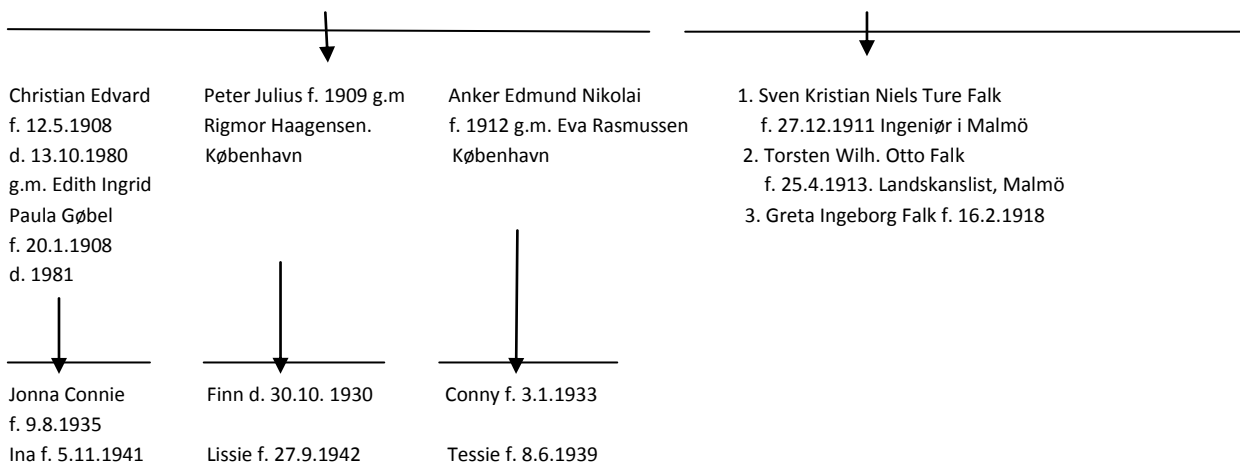 Christian Edvard
f. 12.5.1908
d. 13.10.1980
g.m. Edith Ingrid
Paula Gøbel
f. 20.1.1908
d. 1981
Peter Julius f. 1909 g.m
Rigmor Haagensen.
København
Anker Edmund Nikolai
f. 1912 g.m. Eva Rasmussen
København
1. Sven Kristian Niels Ture Falk
f. 27.12.1911 Ingeniør i Malmö
2. Torsten Wilh. Otto Falk
f. 25.4.1913. Landskanslist, Malmö
3. Greta Ingeborg Falk f. 16.2.1918
Jonna Connie
f. 9.8.1935
Ina f. 5.11.1941
Finn d. 30.10. 1930
Lissie f. 27.9.1942
Conny f. 3.1.1933
Tessie f. 8.6.1939